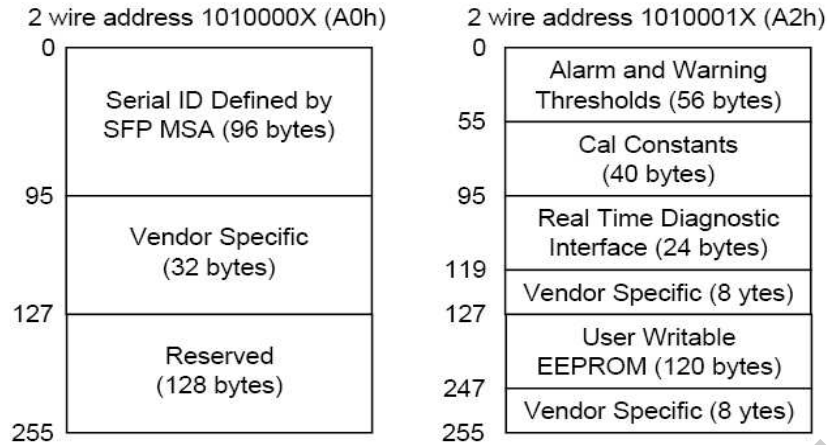 2 wire address 1010000X (A0h)
0
Serial ID Defined by
SFP MSA (96 bytes)
95
Vendor Specific
(32 bytes)
127
Reserved
(128 bytes)
255
2 wire address 1010001X (A2h)
0
Alarm and Warning
Thresholds (56 bytes)
55
Cal Constants
(40 bytes)
95
Real Time Diagnostic
Interface (24 bytes)
119
Vendor Specific (8 ytes)
127
User Writable
EEPROM (120 bytes)
247
Vendor Specific (8 ytes)
255